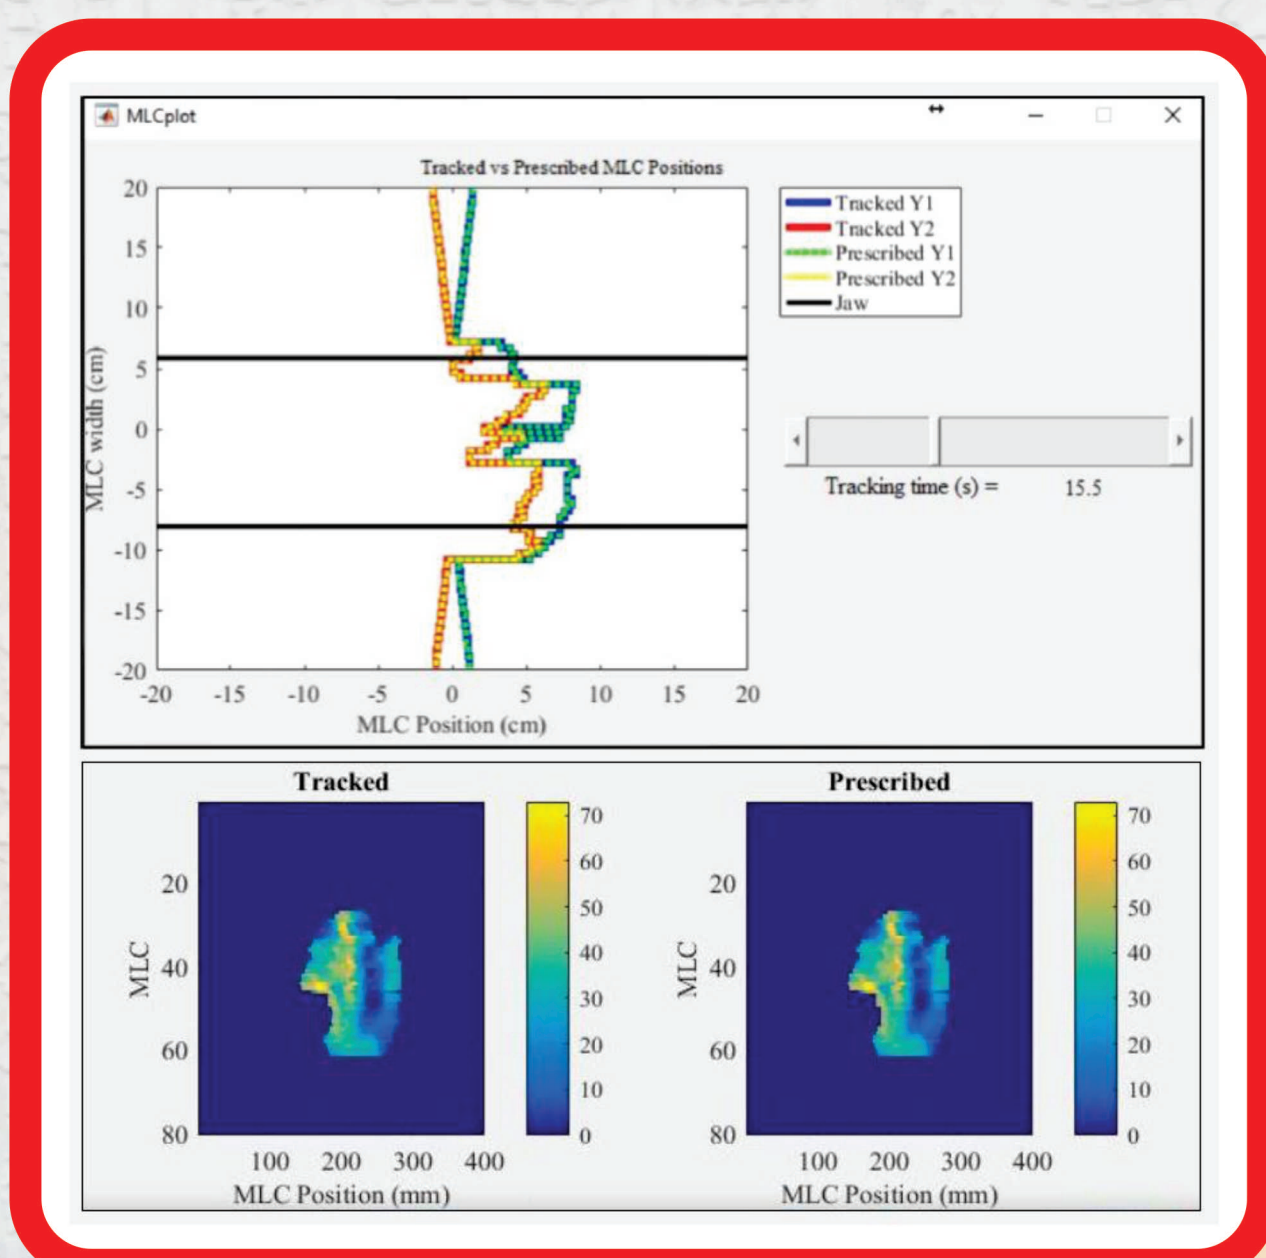 MLCplot
Tracked vs Prescribed MLC Positions
20
15
10
5
0
-5
-10
-15
-20
MLC width (cm)
-20 -15 -10 -5 0 5 10 15 20
MLC Position (cm)
Tracked Y1
Tracked Y2
Prescribed Y1
Prescribed Y2
Jaw
Tracking time (s) = 15.5
Tracked
20
40
60
80
MLC
100 200 300 400
MLC Position (mm)
70
60
50
40
30
20
10
0
Prescribed
20
40
60
80
MLC
100 200 300 400
MLC Position (mm)
70
60
50
40
30
20
10
0